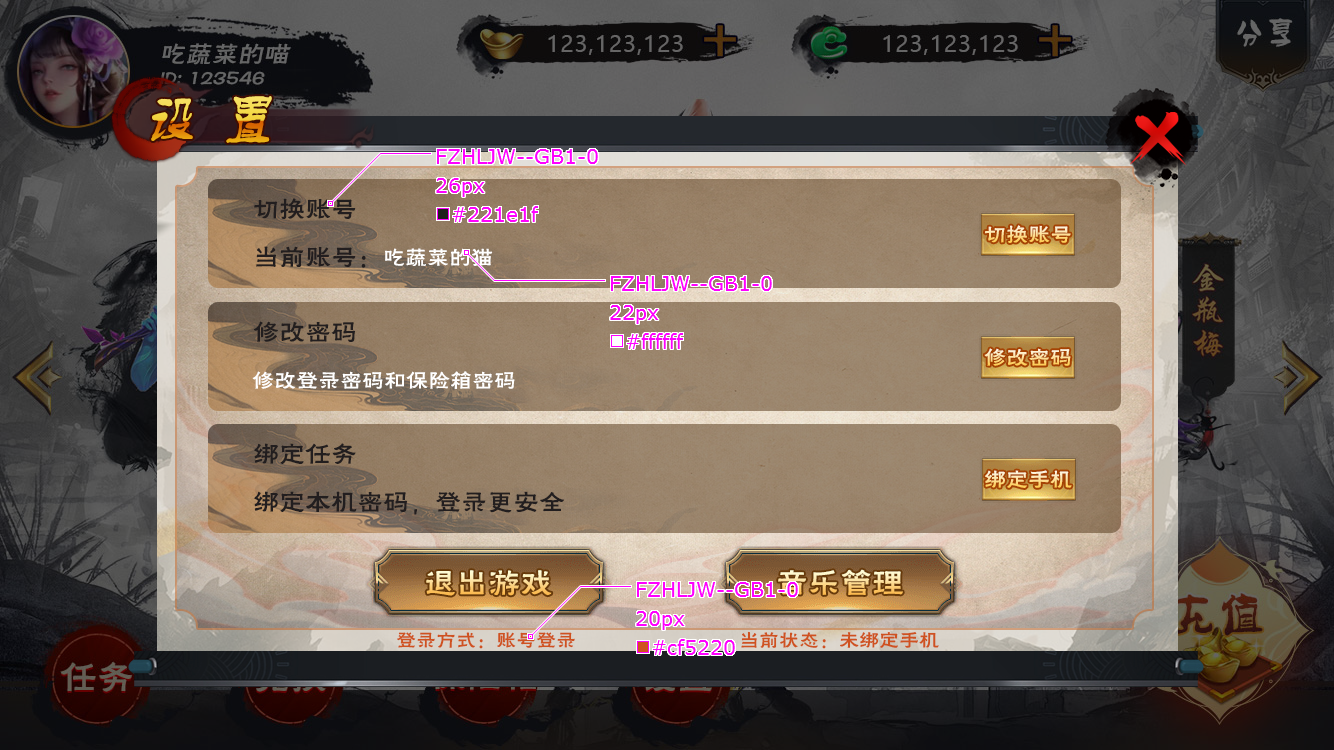 吃蔬菜的喵
ID: 123546
123,123,123
123,123,123
分享
设 置
FZHLJW--GB1-0
26px
#221e1f
切换账号
当前账号：吃蔬菜的猫
切换账号
FZHLJW--GB1-0
22px
#ffffff
修改密码
修改登录密码和保险箱密码
修改密码
金瓶梅
绑定任务
绑定本机密码，登录更安全
绑定手机
退出游戏
音乐管理
FZHLJW--GB1-0
20px
#cf5220
登录方式：账号登录
当前状态：未绑定手机
任务
充值